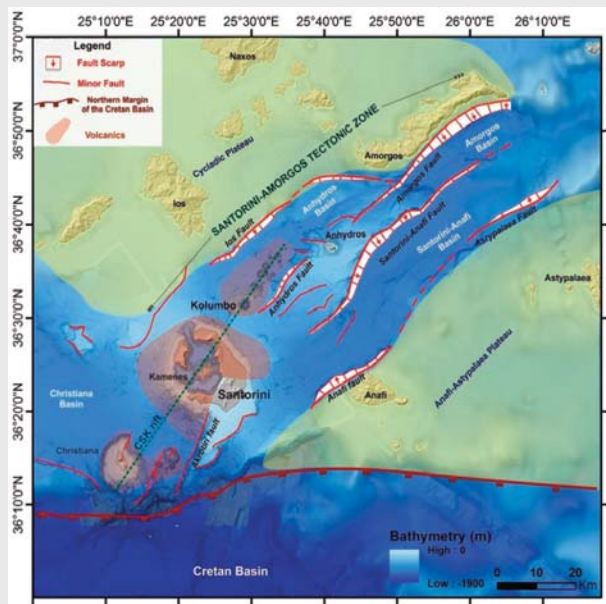 25°10'0"E 25°20'0"E 25°30'0"E 25°40'0"E 25°50'0"E 26°0'0"E 26°10'0"E
37°0'0"N
36°50'0"N
36°40'0"N
36°30'0"N
36°20'0"N
36°10'0"N
Legend
Fault Scarp
Minor Fault
Northern Margin
of the Cretan Basin
Volcanics
Naxos
Cycladic Plateau
SANTORINI-AMORGOS TECTONIC ZONE
Amorgos
Amorgos Fault
Amorgos
Basin
Ios
Ios Fault
Anhydros
Basin
Anhydros
Santorini-Anafi Fault
Santorini-Anafi
Basin
Astypalaea Fault
Anhydros Fault
Kolumbo
Astypalaea
Kamenes
Santorini
Christiana
Basin
Anafi fault
Anafi
Anafi-Astypalaea Plateau
Christiana
CSK rift
Akrotiri fault
Cretan Basin
Bathymetry (m)
High : 0
Low : -1900
0 10 20
Km